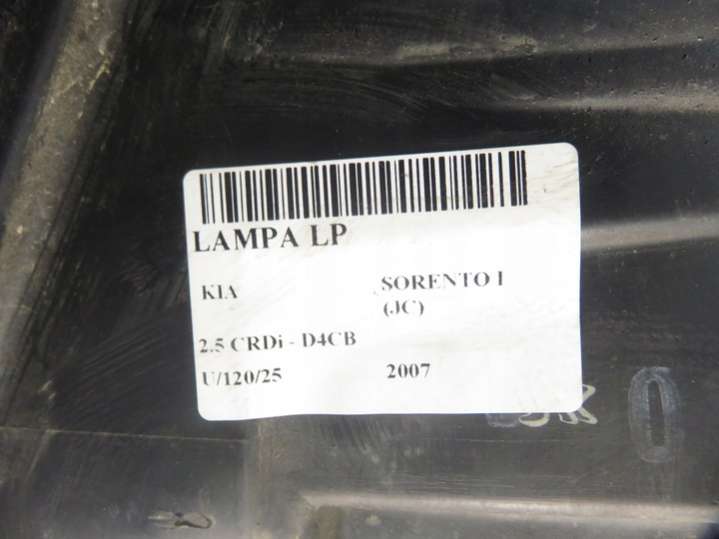 LAMPA LP
KIA SORENTO I
(JC)
2.5 CRDi - D4CB
U/120/25 2007